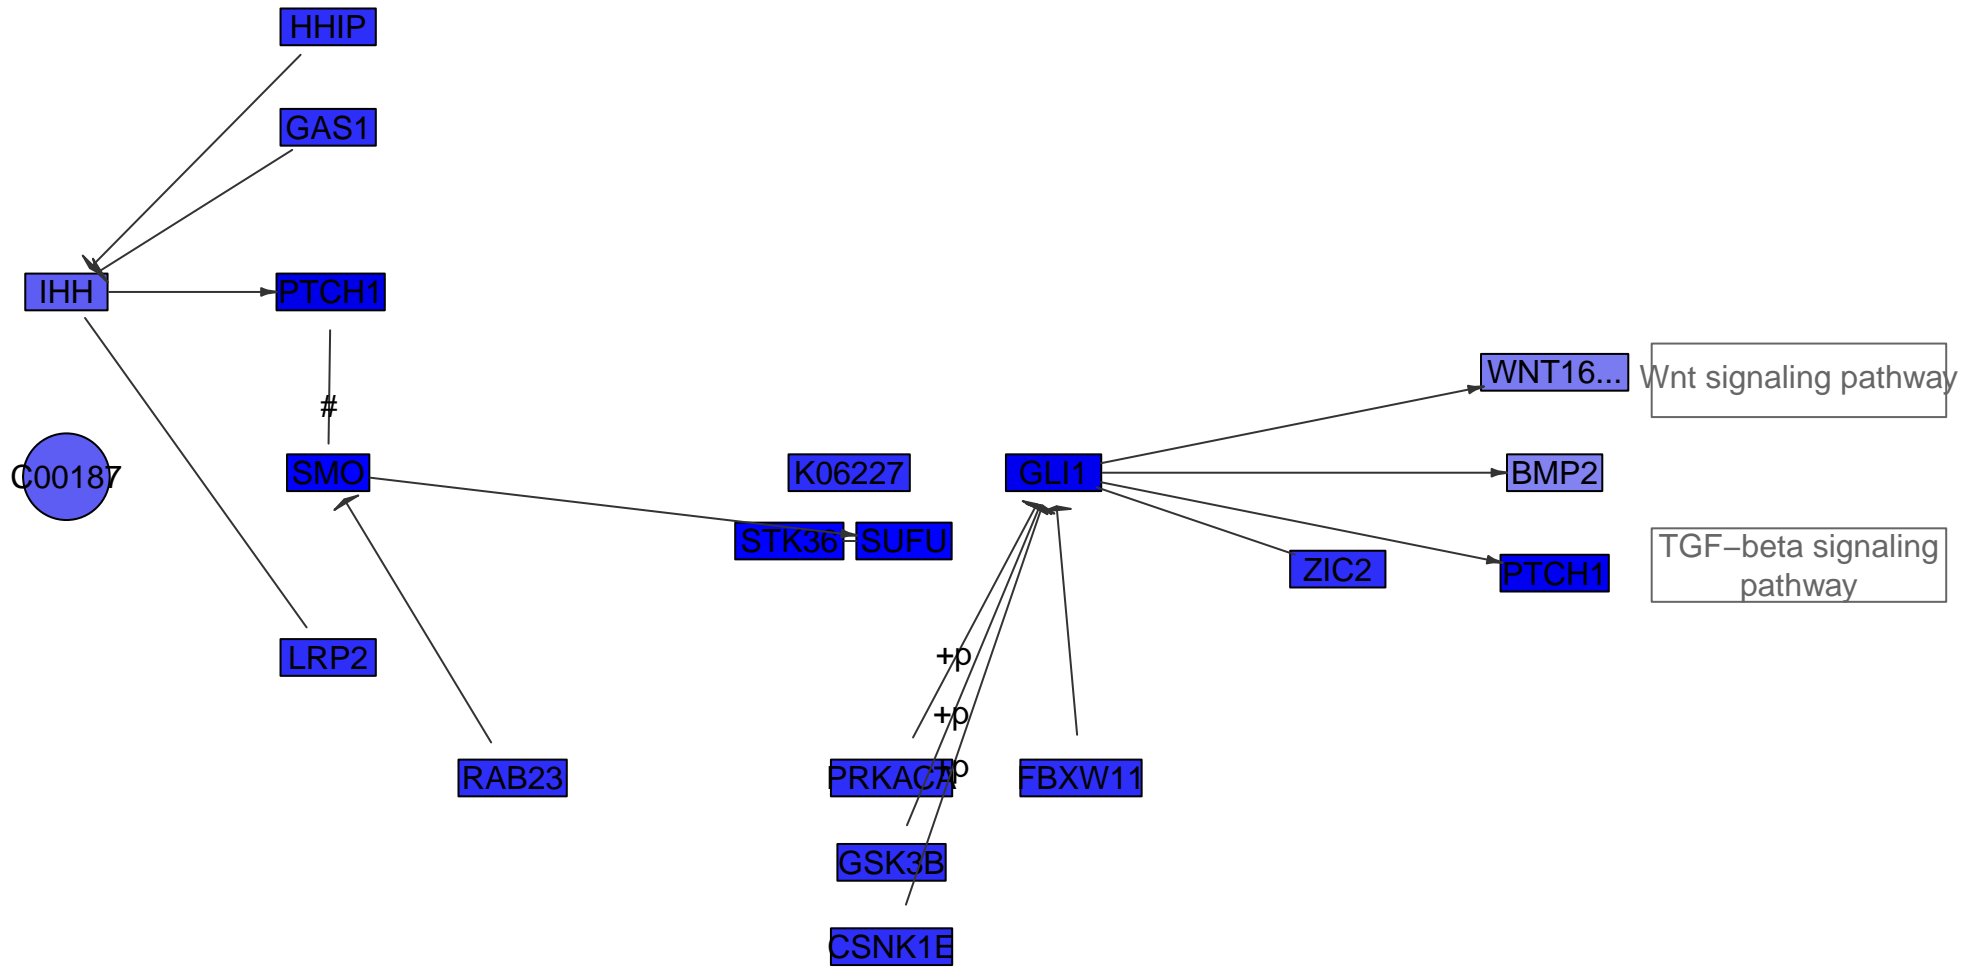 HHIP
GAS1
IHH
PTCH1
WNT16...
Wnt signaling pathway
#
C00187
SMO
K06227
GLI1
BMP2
STK36
SUFU
ZIC2
PTCH1
TGF−beta signaling
pathway
LRP2
+p
+p
+p
RAB23
PRKACA
FBXW11
GSK3B
CSNK1E